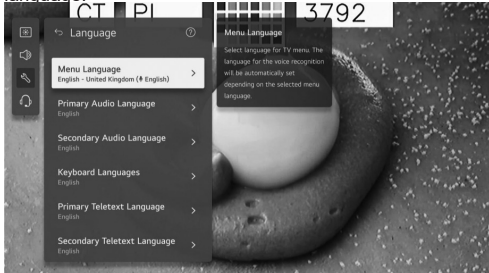 language.
CT PL 3792
Language
Menu Language
English - United Kingdom (English)
Primary Audio Language
English
Secondary Audio Language
English
Keyboard Languages
English
Primary Teletext Language
English
Secondary Teletext Language
English
Menu Language
Select language for TV menu. The
language for the voice recognition
will be automatically set
depending on the selected menu
language.